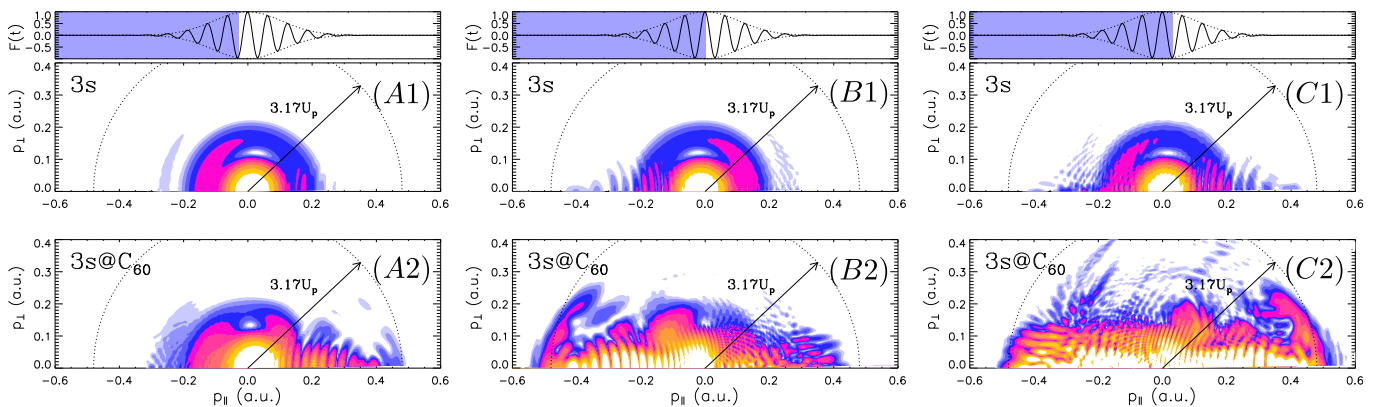 F(t) 1.0 0.5 −0.5
F(t) 1.0 0.5 −0.5
F(t) 1.0 0.5 −0.5
p⊥ (a.u.) 0.4 0.3 0.2 0.1 0.0 3s 3.17Up (A1)
p⊥ (a.u.) 0.4 0.3 0.2 0.1 0.0 3s 3.17Up (B1)
p⊥ (a.u.) 0.4 0.3 0.2 0.1 0.0 3s 3.17Up (C1)
−0.6 −0.4 −0.2 0.0 0.2 0.4 0.6
−0.6 −0.4 −0.2 0.0 0.2 0.4 0.6
−0.6 −0.4 −0.2 0.0 0.2 0.4 0.6
p⊥ (a.u.) 0.4 0.3 0.2 0.1 0.0 3s@C60 3.17Up (A2)
p⊥ (a.u.) 0.4 0.3 0.2 0.1 0.0 3s@C60 3.17Up (B2)
p⊥ (a.u.) 0.4 0.3 0.2 0.1 0.0 3s@C60 3.17Up (C2)
−0.6 −0.4 −0.2 0.0 0.2 0.4 0.6
−0.6 −0.4 −0.2 0.0 0.2 0.4 0.6
−0.6 −0.4 −0.2 0.0 0.2 0.4 0.6
p∥ (a.u.)
p∥ (a.u.)
p∥ (a.u.)